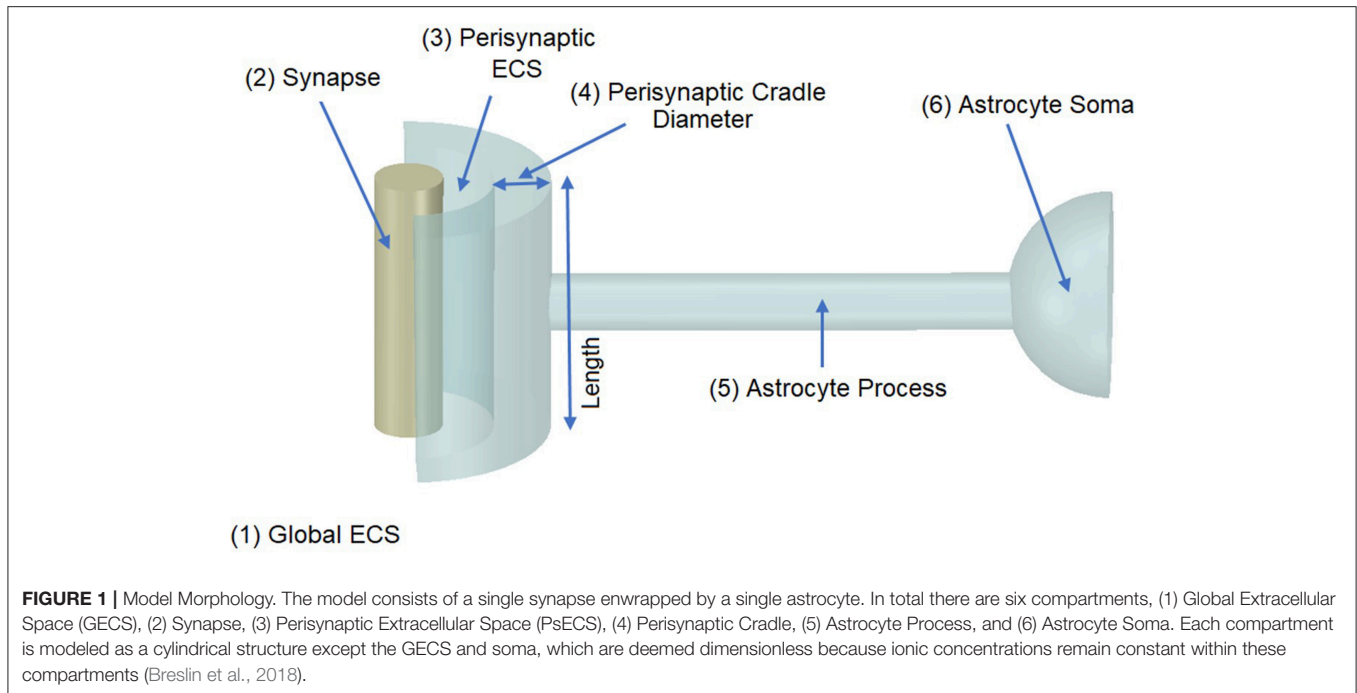 (3) Perisynaptic
ECS
(2) Synapse
(4) Perisynaptic Cradle
Diameter
(6) Astrocyte Soma
Length
(5) Astrocyte Process
(1) Global ECS
FIGURE 1 | Model Morphology. The model consists of a single synapse enwrapped by a single astrocyte. In total there are six compartments, (1) Global Extracellular
Space (GECS), (2) Synapse, (3) Perisynaptic Extracellular Space (PsECS), (4) Perisynaptic Cradle, (5) Astrocyte Process, and (6) Astrocyte Soma. Each compartment
is modeled as a cylindrical structure except the GECS and soma, which are deemed dimensionless because ionic concentrations remain constant within these
compartments (Breslin et al., 2018).